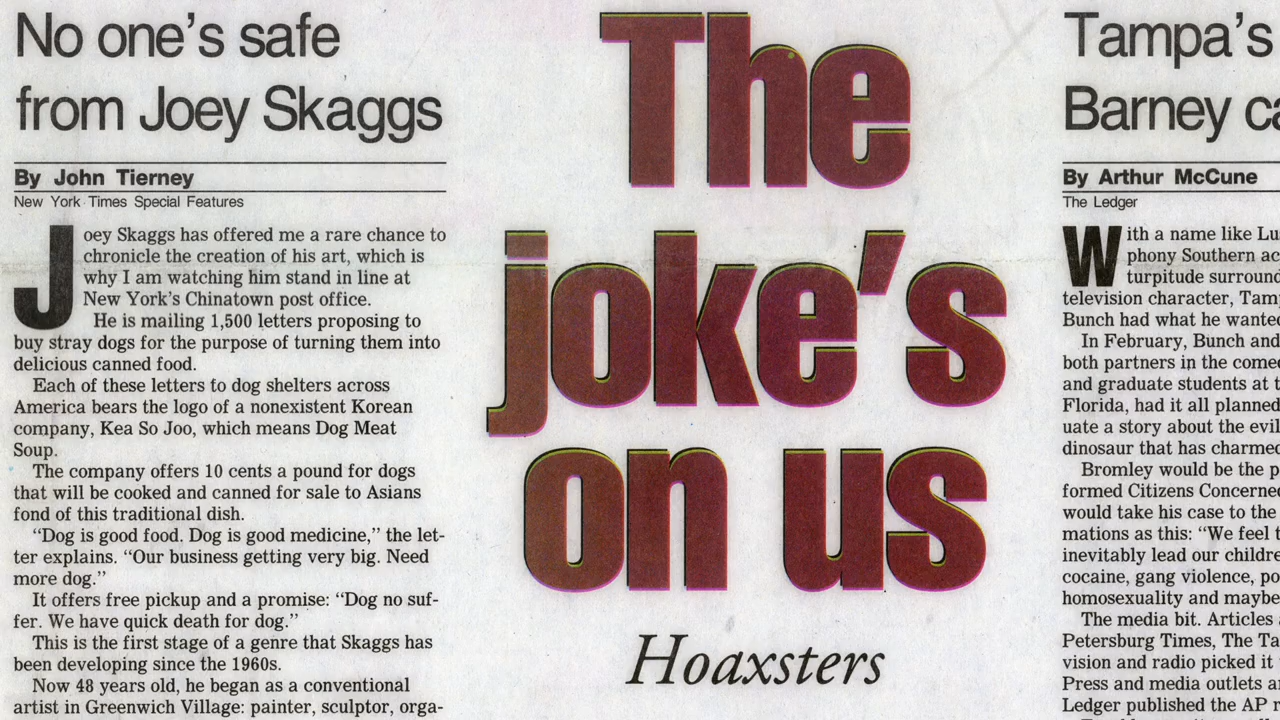 No one's safe
from Joey Skaggs
By John Tierney
New York Times Special Features
Joey Skaggs has offered me a rare chance to
chronicle the creation of his art, which is
why I am watching him stand in line at
New York's Chinatown post office.
He is mailing 1,500 letters proposing to
buy stray dogs for the purpose of turning them into
delicious canned food.
Each of these letters to dog shelters across
America bears the logo of a nonexistent Korean
company, Kea So Joo, which means Dog Meat
Soup.
The company offers 10 cents a pound for dogs
that will be cooked and canned for sale to Asians
fond of this traditional dish.
“Dog is good food. Dog is good medicine,” the let-
ter explains. “Our business getting very big. Need
more dog.”
It offers free pickup and a promise: “Dog no suf-
fer. We have quick death for dog.”
This is the first stage of a genre that Skaggs has
been developing since the 1960s.
Now 48 years old, he began as a conventional
artist in Greenwich Village: painter, sculptor, orga-
The
joke's
on us
Hoaxsters
Tampa's
Barney
By Arthur McCune
The Ledger
With a name like
phony Southern
turpitude
television character,
Bunch had what he wanted
In February, Bunch and
both partners in the
and graduate students at
Florida, had it all planned
uate a story about the evil
dinosaur that has charmed
Bromley would be the
formed Citizens Concerned
would take his case to the
mations as this: “We feel
inevitably lead our
cocaine, gang violence,
homosexuality and maybe
The media bit. Articles
Petersburg Times, The
vision and radio picked it
Press and media outlets
Ledger published the AP